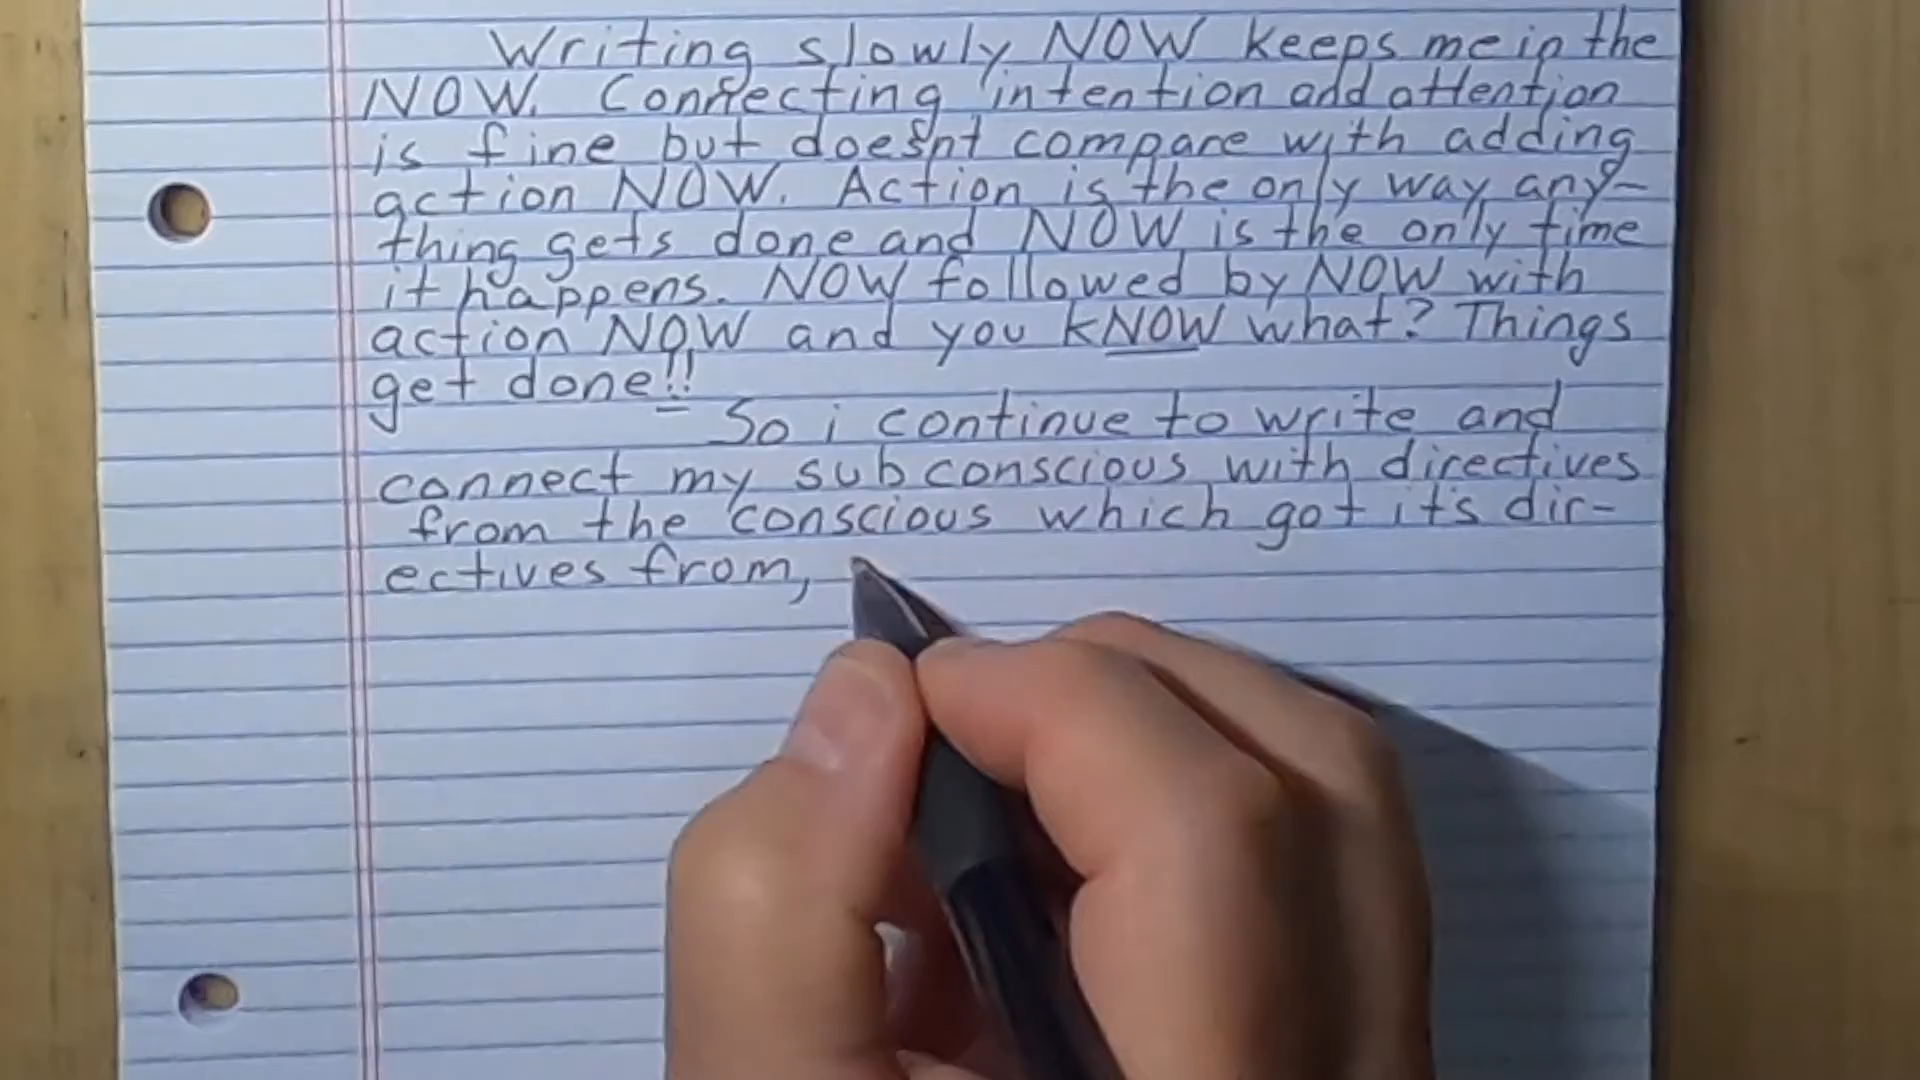 Writing slowly NOW keeps me in the
NOW. Connecting intention and attention
is fine but doesnt compare with adding
action NOW. Action is the only way any-
thing gets done and NOW is the only time
it happens. NOW followed by NOW with
action NOW and you kNOW what? Things
get done!!
So i continue to write and
connect my subconscious with directives
from the conscious which got it's dir-
ectives from,